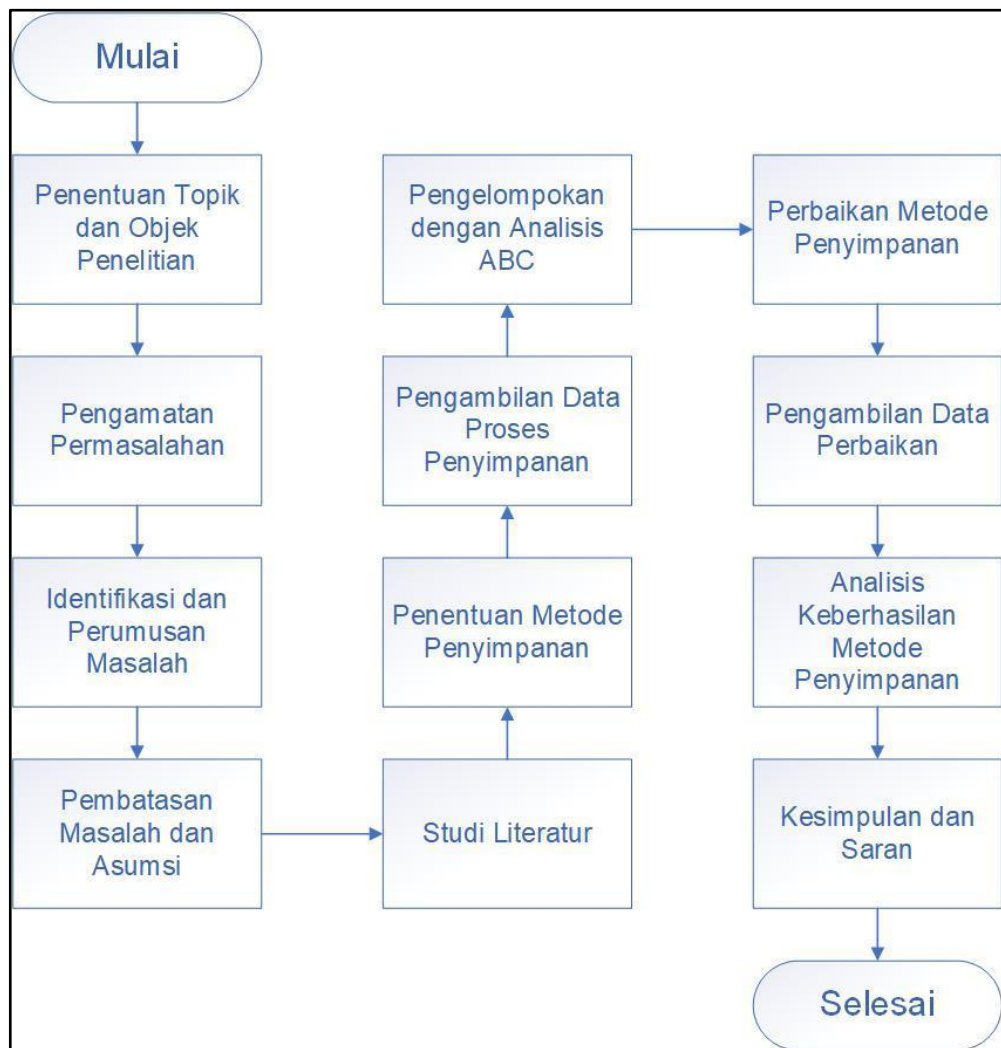 Mulai
Penentuan Topik
dan Objek
Penelitian
Pengamatan
Permasalahan
Identifikasi dan
Perumusan
Masalah
Pembatasan
Masalah dan
Asumsi
Studi Literatur
Penentuan Metode
Penyimpanan
Pengambilan Data
Proses
Penyimpanan
Pengelompokan
dengan Analisis
ABC
Perbaikan Metode
Penyimpanan
Pengambilan Data
Perbaikan
Analisis
Keberhasilan
Metode
Penyimpanan
Kesimpulan dan
Saran
Selesai